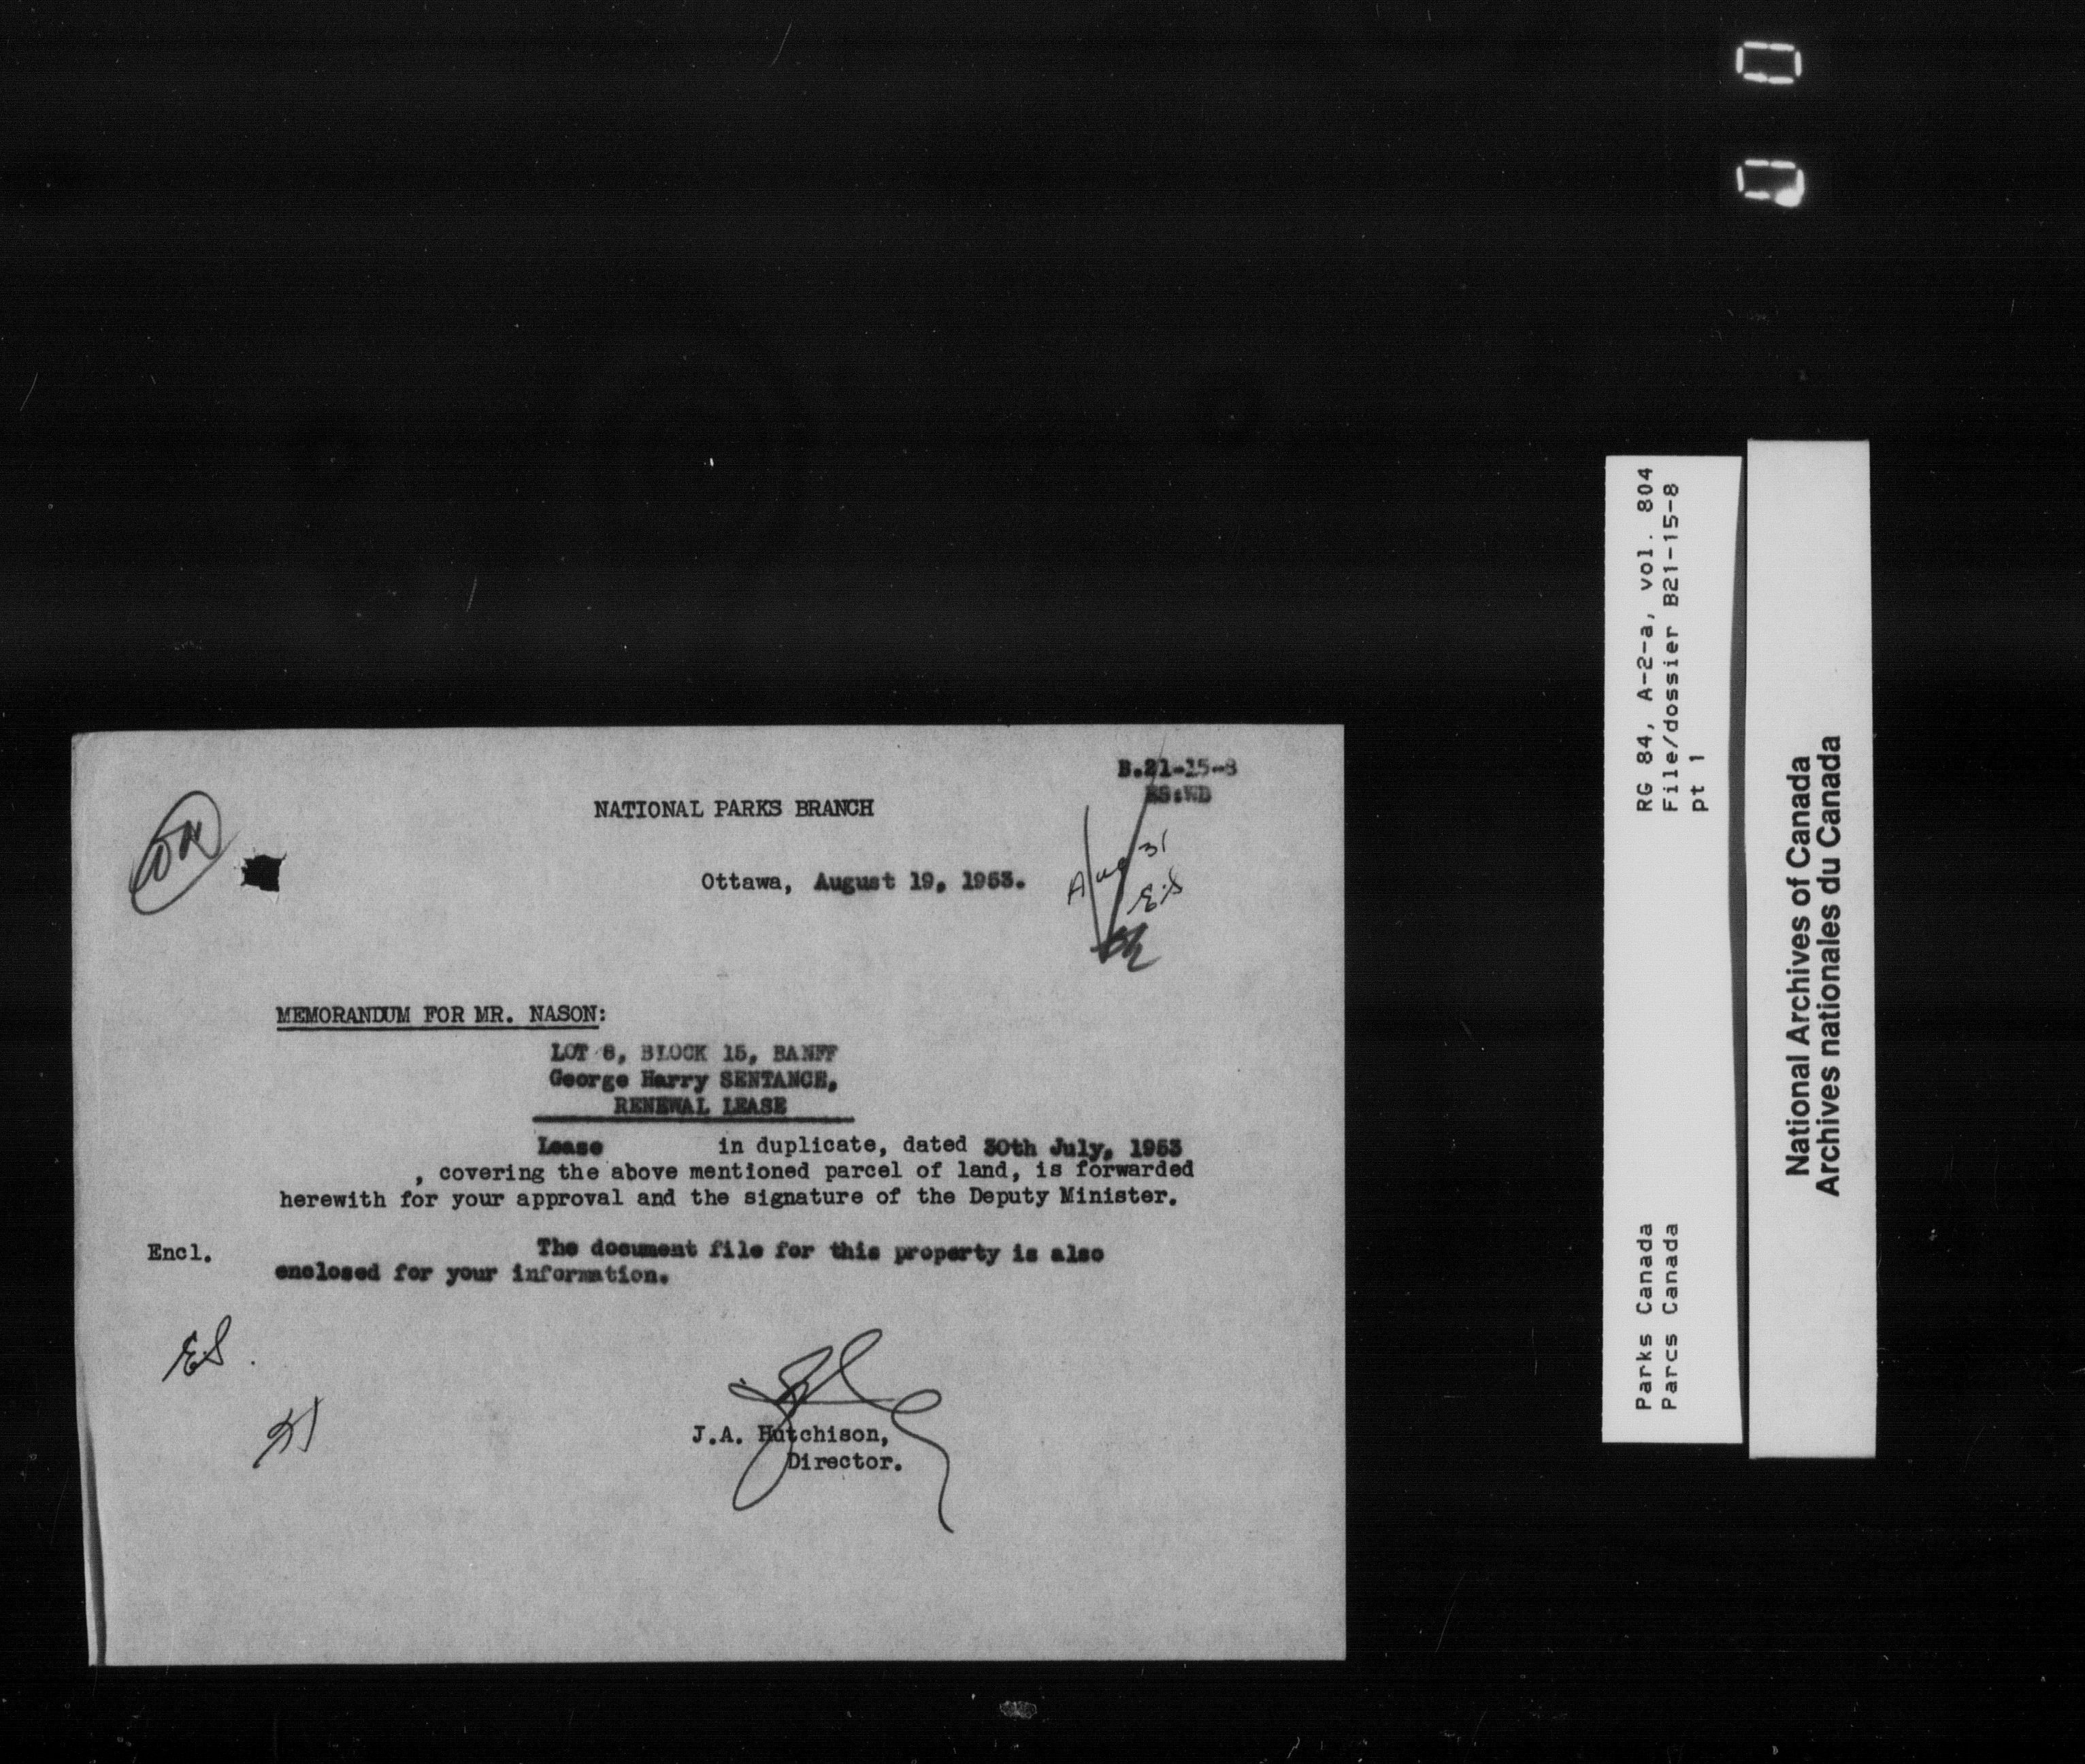 B.21-15-8
ES:WB
NATIONAL PARKS BRANCH
Ottawa, August 19, 1953.
Aug 31
E.S
MEMORANDUM FOR MR. NASON:
LOT 8, BLOCK 15, BANFF
George Harry SENTANCE,
RENEWAL LEASE
Lease in duplicate, dated 30th July, 1953
, covering the above mentioned parcel of land, is forwarded
herewith for your approval and the signature of the Deputy Minister.
Encl. The document file for this property is also
enclosed for your information.
E.S.
J.A. Hutchison,
Director.
RG 84, A-2-a, vol. 804
File/dossier B21-15-8
pt 1
Parks Canada
Parcs Canada
National Archives of Canada
Archives nationales du Canada